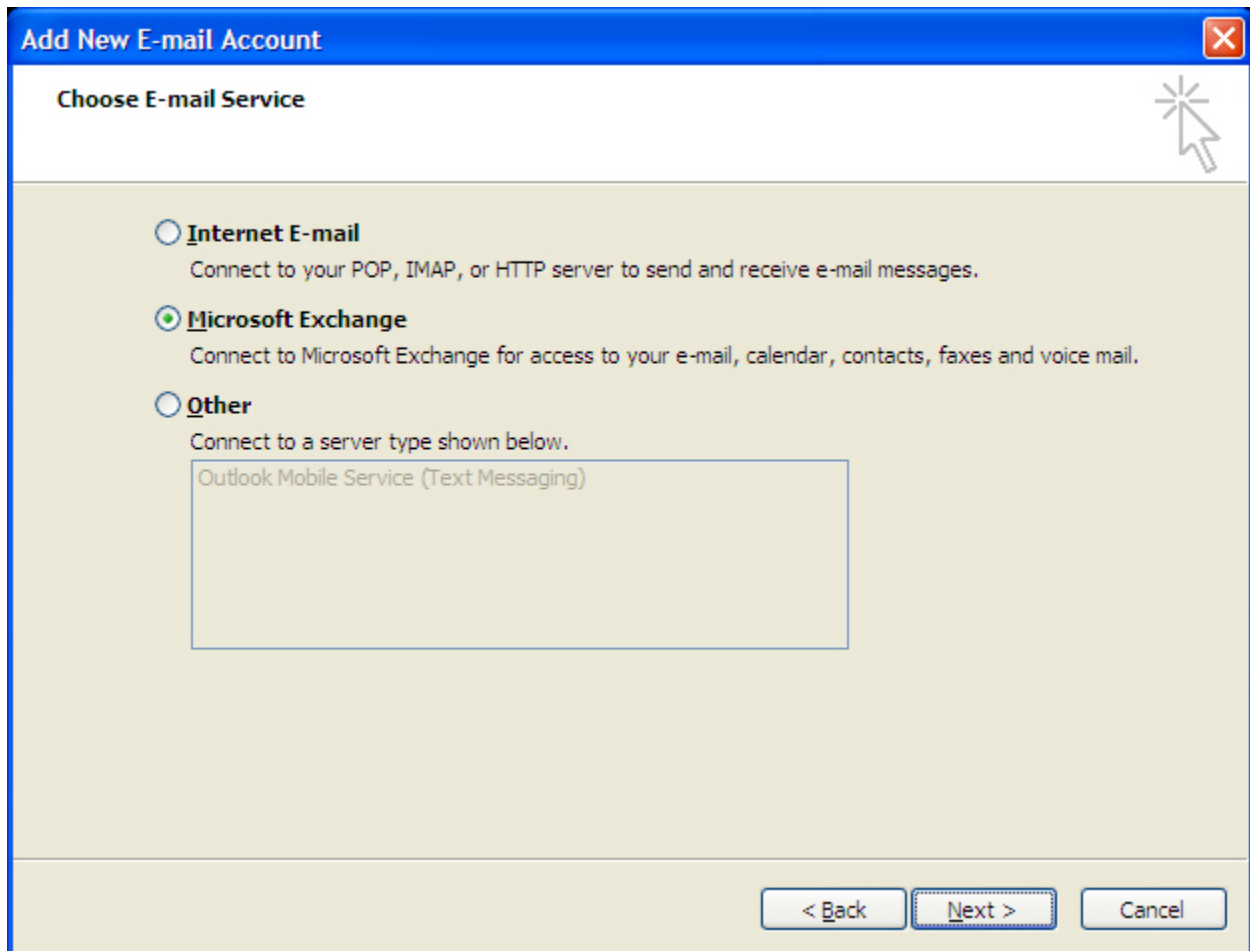 Add New E-mail Account
Choose E-mail Service
Internet E-mail
Connect to your POP, IMAP, or HTTP server to send and receive e-mail messages.
Microsoft Exchange
Connect to Microsoft Exchange for access to your e-mail, calendar, contacts, faxes and voice mail.
Other
Connect to a server type shown below.
Outlook Mobile Service (Text Messaging)
< Back Next > Cancel